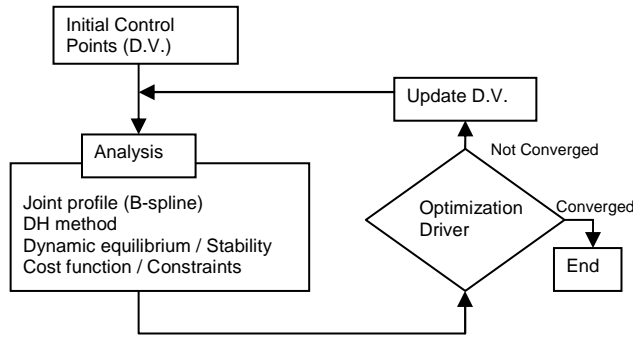 Initial Control
Points (D.V.)
Update D.V.
Analysis
Not Converged
Joint profile (B-spline)
DH method
Dynamic equilibrium / Stability
Cost function / Constraints
Optimization
Driver
Converged
End